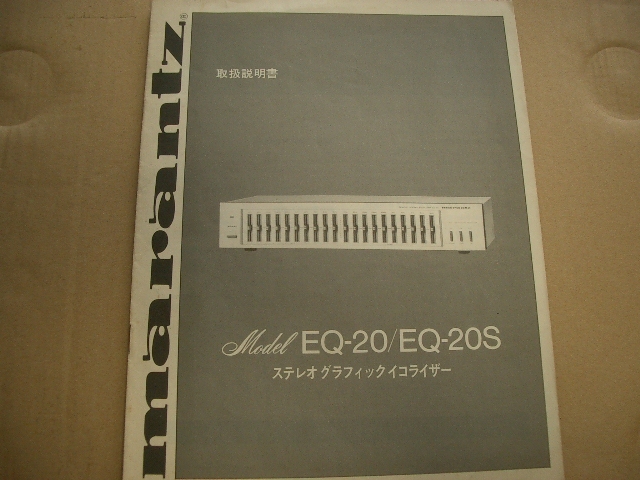 marantz
取扱説明書
Model EQ-20/EQ-20S
ステレオグラフィックイコライザー